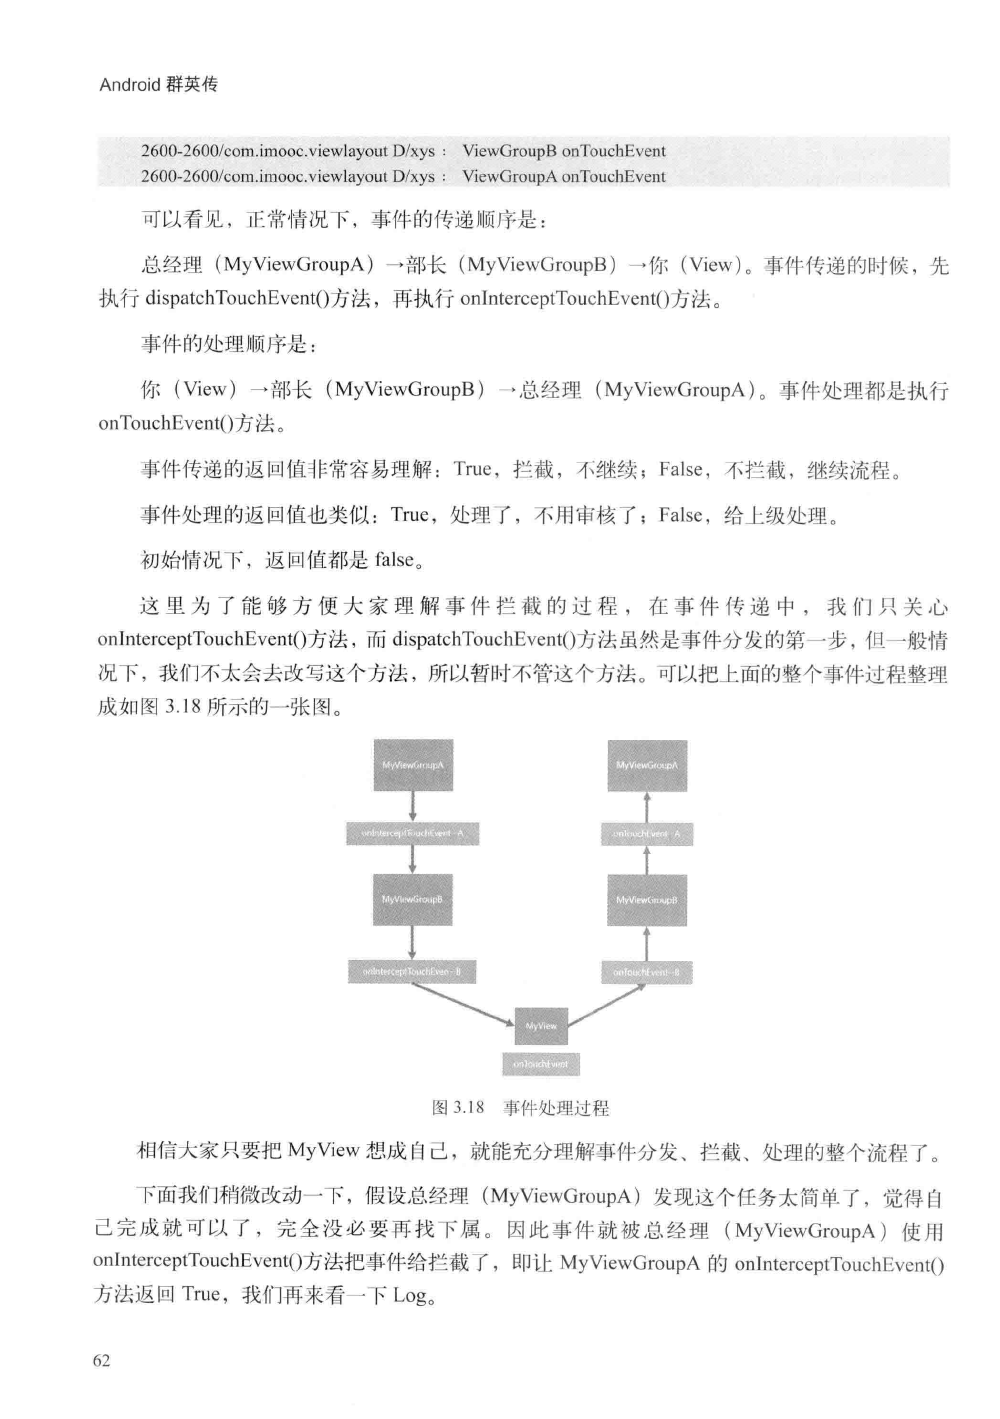 Android 群英传
2600-2600/com.imooc.viewlayout D/xys： ViewGroupB onTouchEvent
2600-2600/com.imooc.viewlayout D/xys： ViewGroupA onTouchEvent
可以看见，正常情况下，事件的传递顺序是：
总经理（MyViewGroupA）→部长（MyViewGroupB）→你（View）。事件传递的时候，先
执行 dispatchTouchEvent()方法，再执行 onInterceptTouchEvent()方法。
事件的处理顺序是：
你（View）→部长（MyViewGroupB）→总经理（MyViewGroupA）。事件处理都是执行
onTouchEvent()方法。
事件传递的返回值非常容易理解：True，拦截，不继续；False，不拦截，继续流程。
事件处理的返回值也类似：True，处理了，不用审核了；False，给上级处理。
初始情况下，返回值都是 false。
这里为了能够方便大家理解事件拦截的过程，在事件传递中，我们只关心
onInterceptTouchEvent()方法，而 dispatchTouchEvent()方法虽然是事件分发的第一步，但一般情
况下，我们不太会去改写这个方法，所以暂时不管这个方法。可以把上面的整个事件过程整理
成如图 3.18 所示的一张图。
MyViewGroupA
MyViewGroupA
onInterceptTouchEvent--A
onTouchEvent--A
MyViewGroupB
MyViewGroupB
onInterceptTouchEven--B
onTouchEvent--B
MyView
onTouchEvent
图 3.18 事件处理过程
相信大家只要把 MyView 想成自己，就能充分理解事件分发、拦截、处理的整个流程了。
下面我们稍微改动一下，假设总经理（MyViewGroupA）发现这个任务太简单了，觉得自
己完成就可以了，完全没必要再找下属。因此事件就被总经理（MyViewGroupA）使用
onInterceptTouchEvent()方法把事件给拦截了，即让 MyViewGroupA 的 onInterceptTouchEvent()
方法返回 True，我们再来看一下 Log。
62